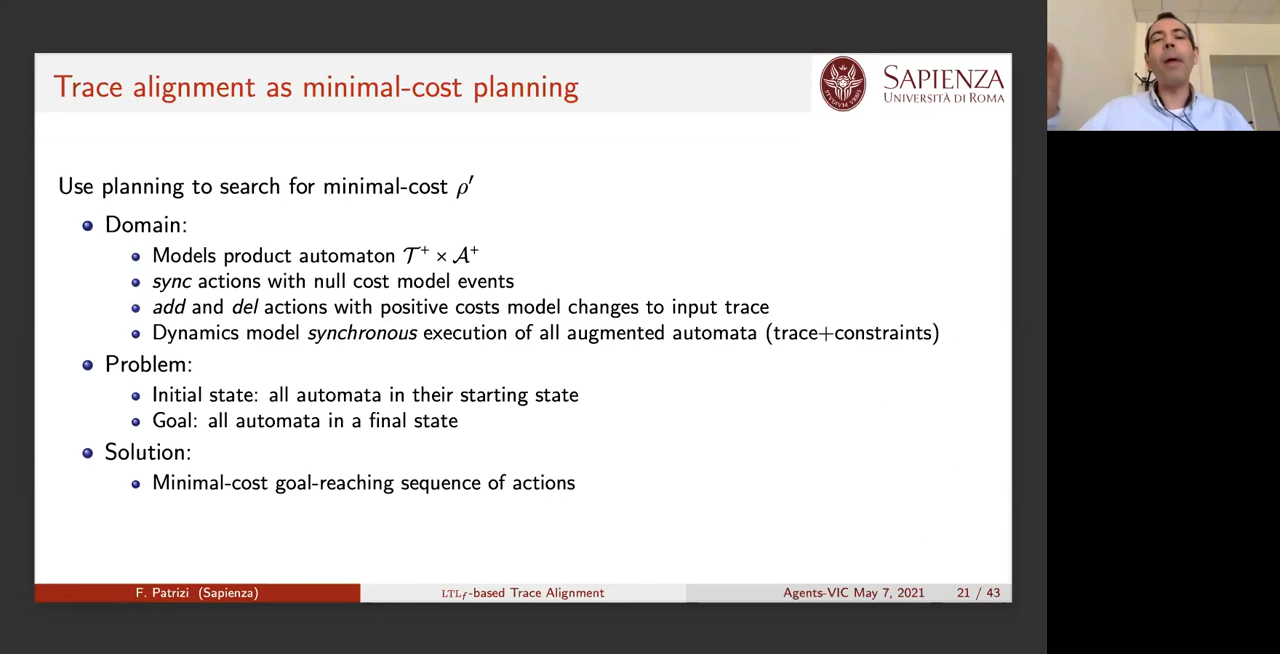 Trace alignment as minimal-cost planning
SAPIENZA
UNIVERSITÀ DI ROMA
Use planning to search for minimal-cost ρ′
Domain:
Models product automaton 𝒯⁺ × 𝒜⁺
sync actions with null cost model events
add and del actions with positive costs model changes to input trace
Dynamics model synchronous execution of all augmented automata (trace+constraints)
Problem:
Initial state: all automata in their starting state
Goal: all automata in a final state
Solution:
Minimal-cost goal-reaching sequence of actions
F. Patrizi (Sapienza)
LTLf-based Trace Alignment
Agents-VIC May 7, 2021
21 / 43